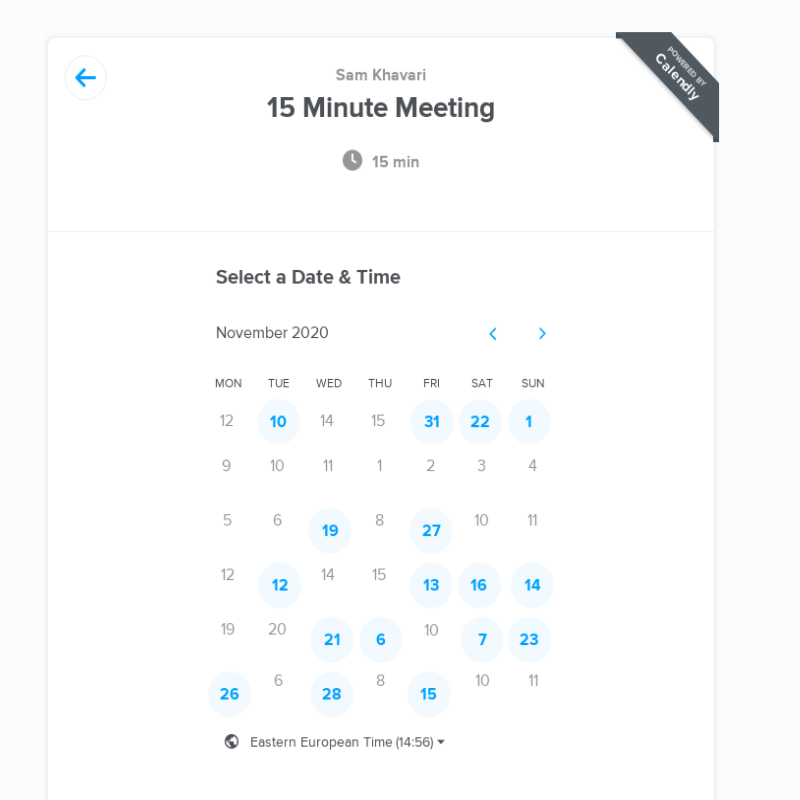 POWERED BY
Calendly
Sam Khavari
15 Minute Meeting
15 min
Select a Date & Time
November 2020
MON TUE WED THU FRI SAT SUN
12 10 14 15 31 22 1
9 10 11 1 2 3 4
5 6 19 8 27 10 11
12 12 14 15 13 16 14
19 20 21 6 10 7 23
26 6 28 8 15 10 11
Eastern European Time (14:56)